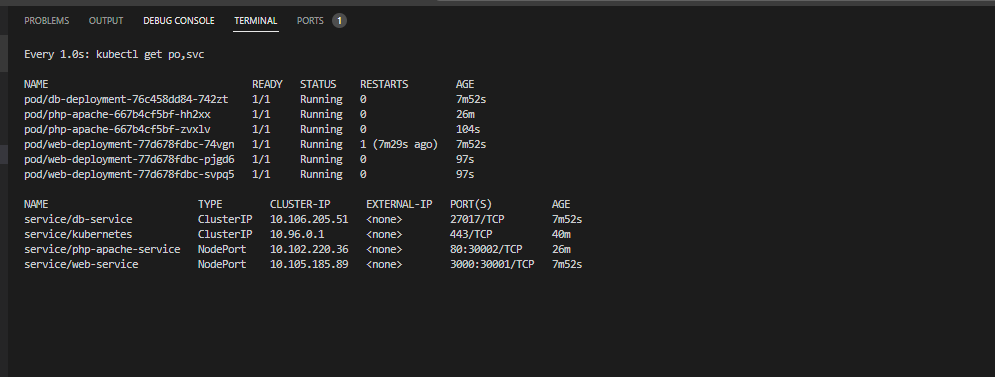 PROBLEMS OUTPUT DEBUG CONSOLE TERMINAL PORTS 1
Every 1.0s: kubectl get po,svc
NAME READY STATUS RESTARTS AGE
pod/db-deployment-76c458dd84-742zt 1/1 Running 0 7m52s
pod/php-apache-667b4cf5bf-hh2xx 1/1 Running 0 26m
pod/php-apache-667b4cf5bf-zvxlv 1/1 Running 0 104s
pod/web-deployment-77d678fdbc-74vgn 1/1 Running 1 (7m29s ago) 7m52s
pod/web-deployment-77d678fdbc-pjgd6 1/1 Running 0 97s
pod/web-deployment-77d678fdbc-svpq5 1/1 Running 0 97s
NAME TYPE CLUSTER-IP EXTERNAL-IP PORT(S) AGE
service/db-service ClusterIP 10.106.205.51 <none> 27017/TCP 7m52s
service/kubernetes ClusterIP 10.96.0.1 <none> 443/TCP 40m
service/php-apache-service NodePort 10.102.220.36 <none> 80:30002/TCP 26m
service/web-service NodePort 10.105.185.89 <none> 3000:30001/TCP 7m52s